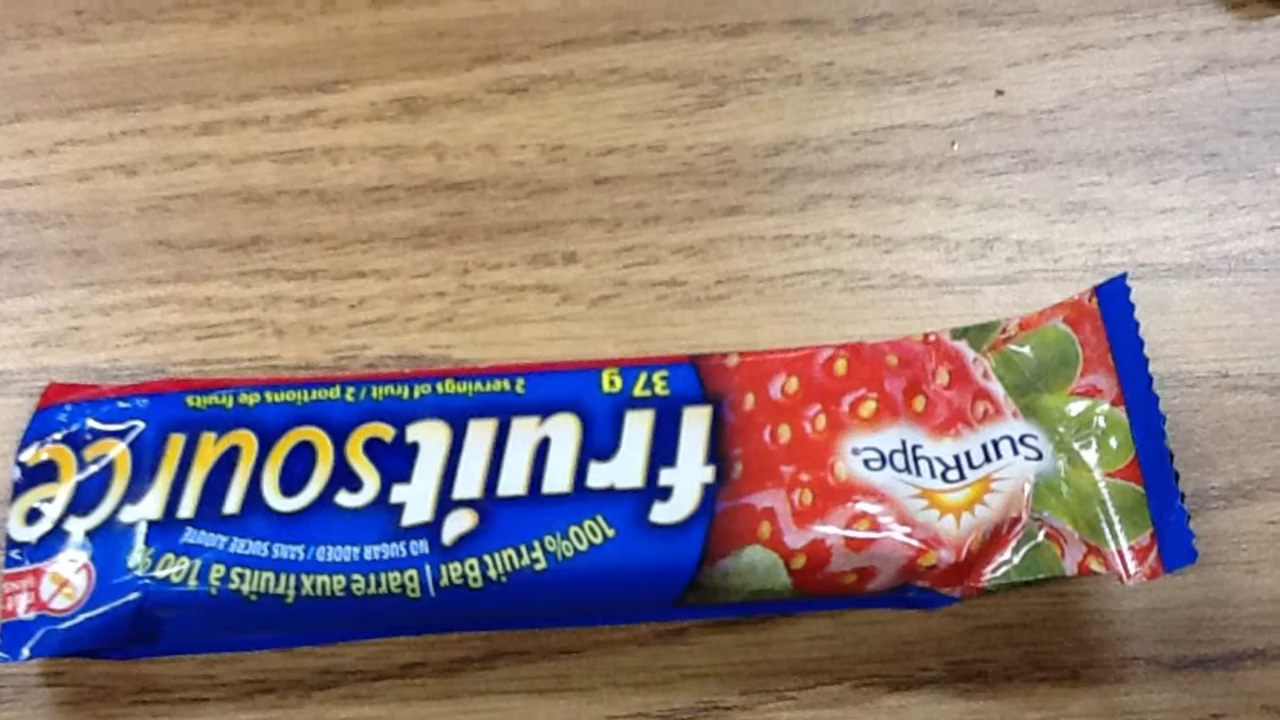 SunRype®
100% Fruit Bar | Barre aux fruits à 100%
NO SUGAR ADDED / SANS SUCRE AJOUTÉ
fruitsource
37 g
2 servings of fruit / 2 portions de fruits